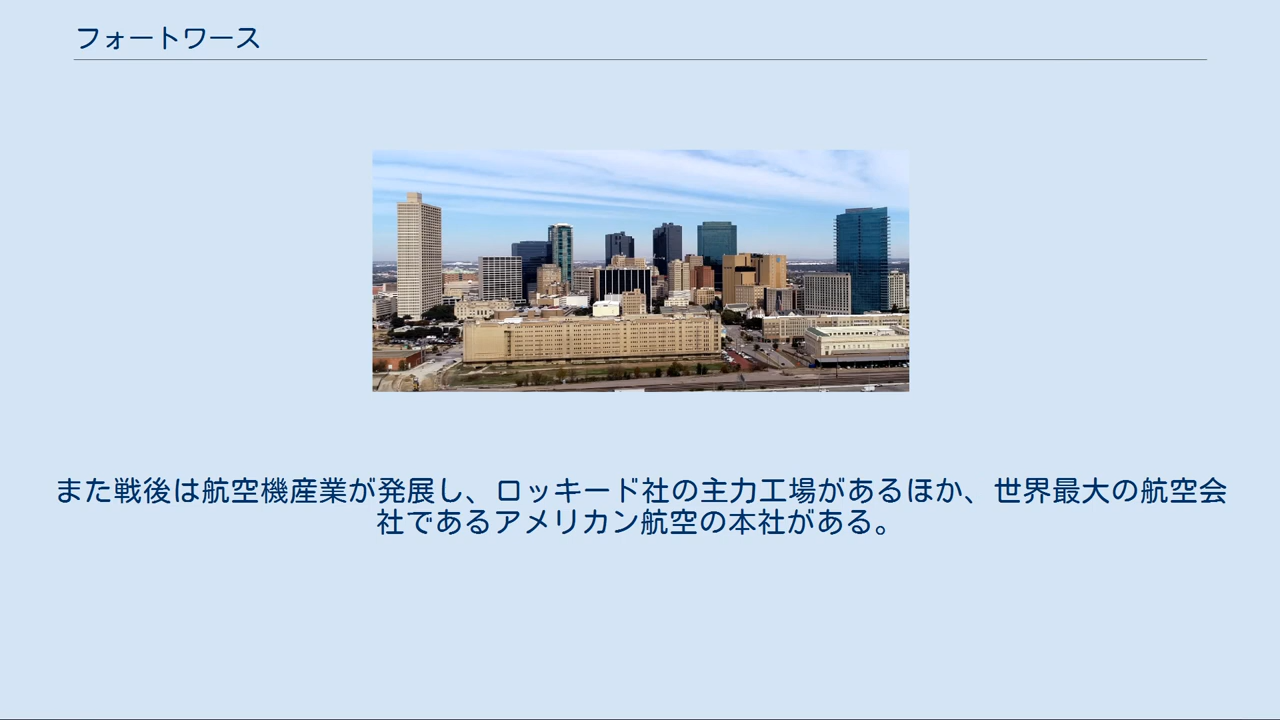 フォートワース
また戦後は航空機産業が発展し、ロッキード社の主力工場があるほか、世界最大の航空会
社であるアメリカン航空の本社がある。